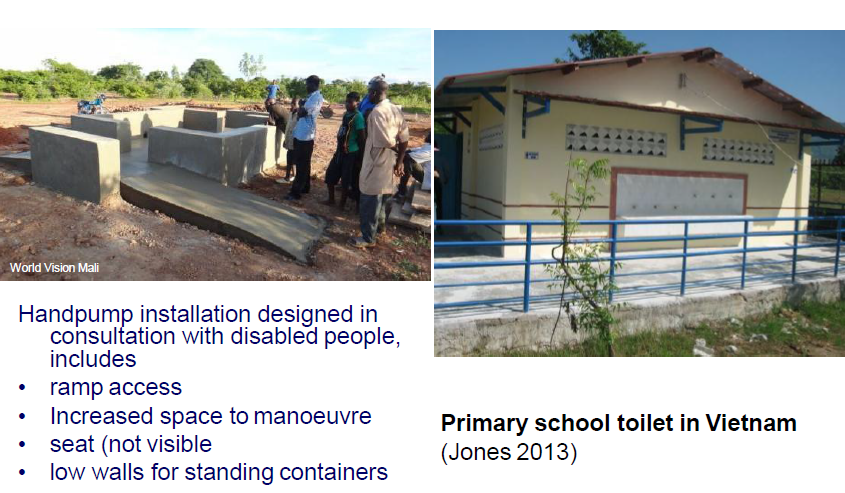 World Vision Mali
Handpump installation designed in
consultation with disabled people,
includes
• ramp access
• Increased space to manoeuvre
• seat (not visible
• low walls for standing containers
Primary school toilet in Vietnam
(Jones 2013)